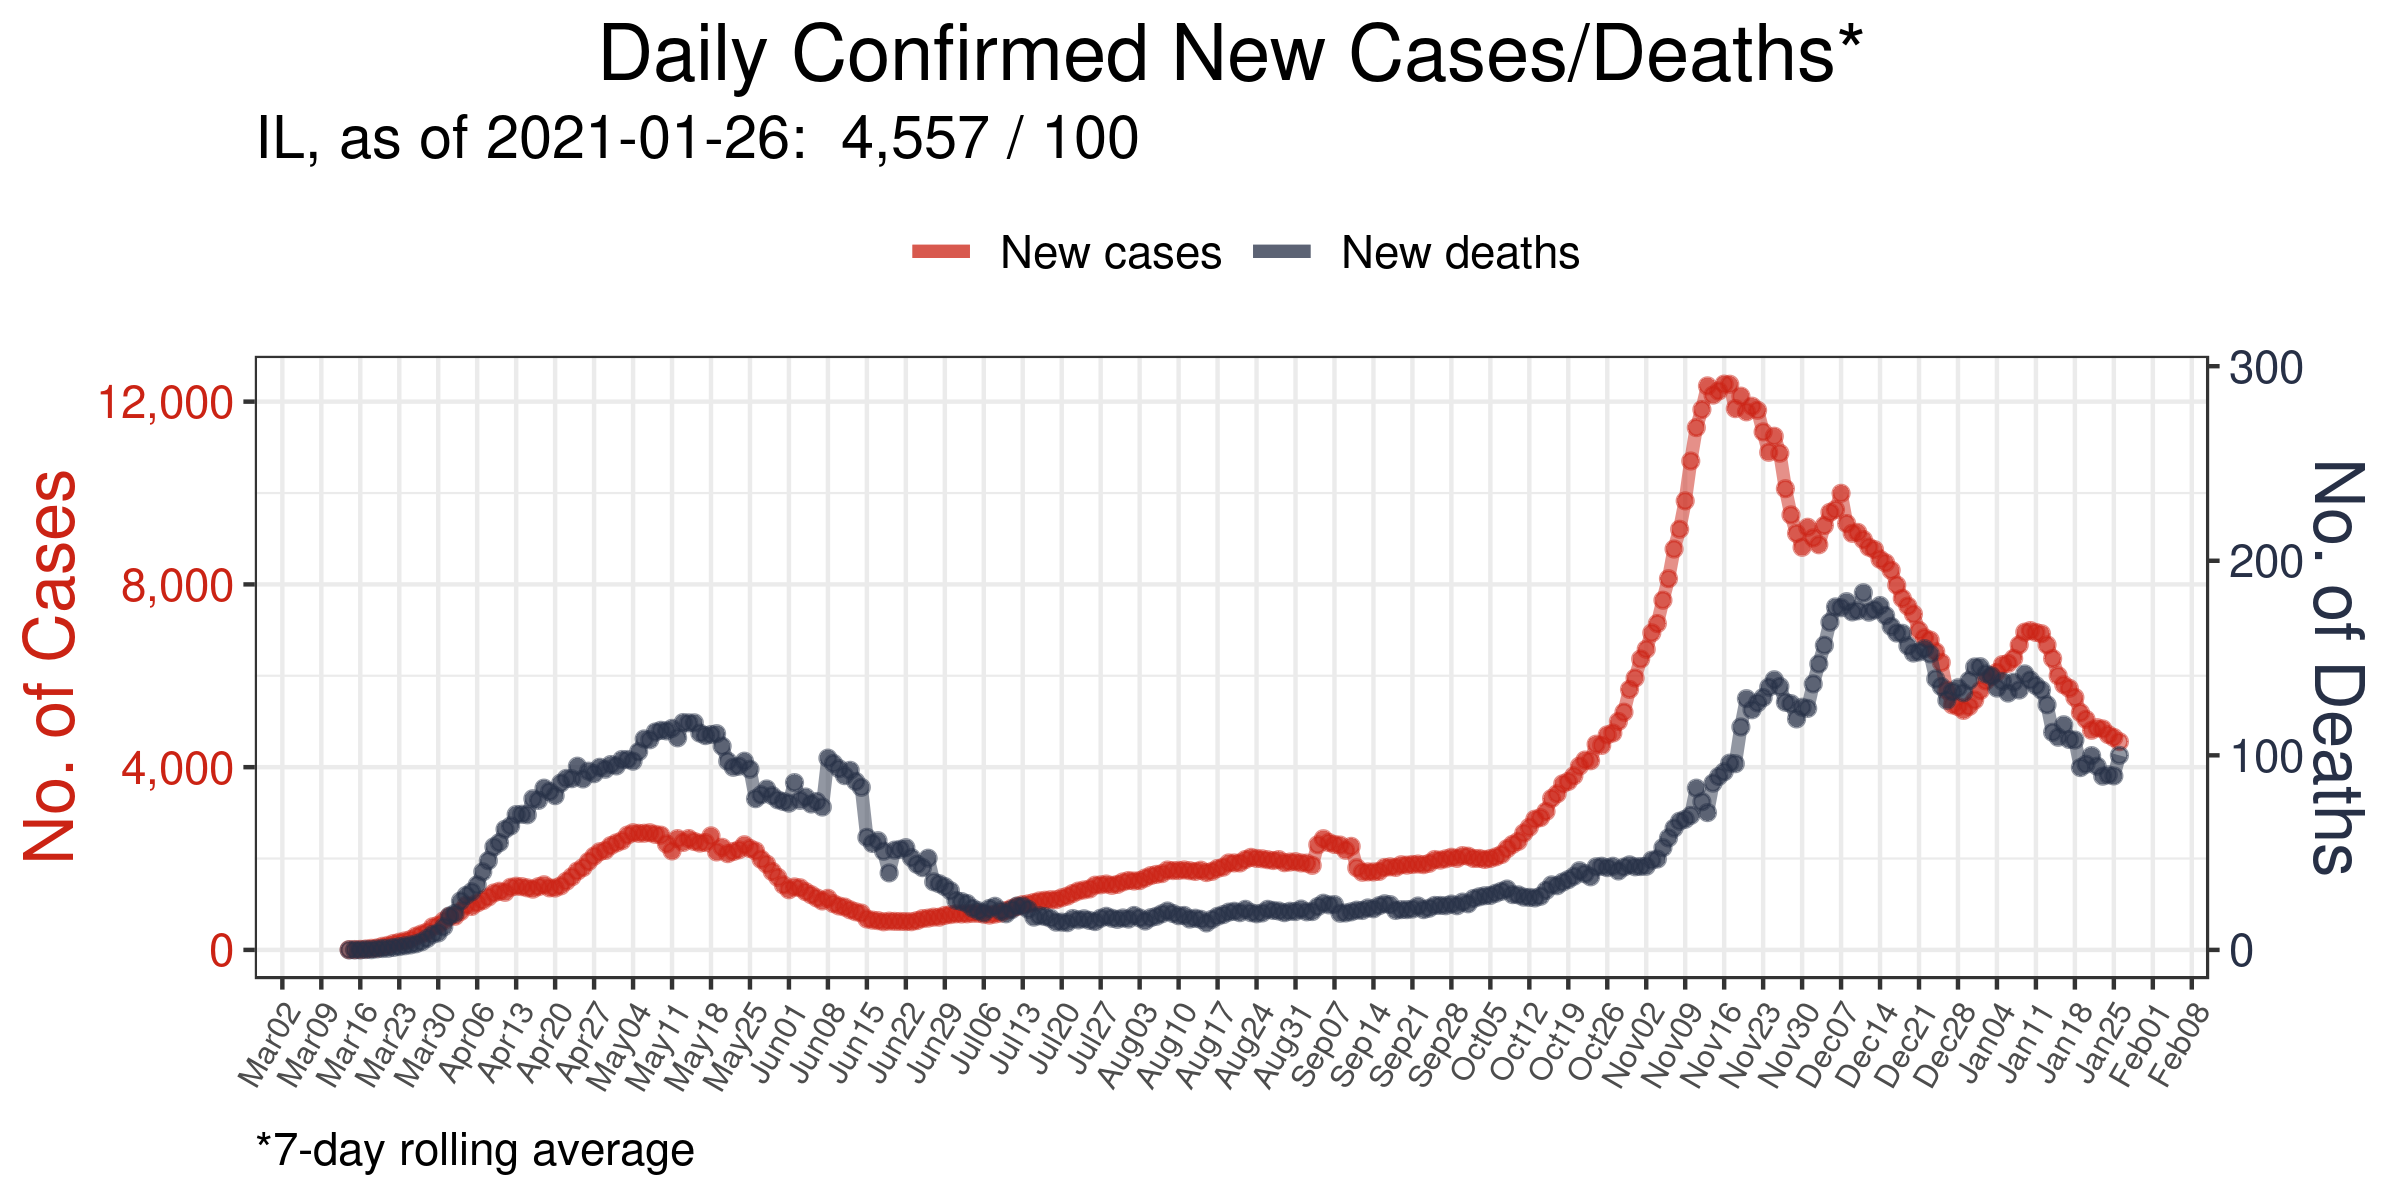 Daily Confirmed New Cases/Deaths*
IL, as of 2021-01-26:  4,557 / 100
New cases
New deaths
No. of Cases
12,000
8,000
4,000
0
300
200
100
0
No. of Deaths
Mar02
Mar09
Mar16
Mar23
Mar30
Apr06
Apr13
Apr20
Apr27
May04
May11
May18
May25
Jun01
Jun08
Jun15
Jun22
Jun29
Jul06
Jul13
Jul20
Jul27
Aug03
Aug10
Aug17
Aug24
Aug31
Sep07
Sep14
Sep21
Sep28
Oct05
Oct12
Oct19
Oct26
Nov02
Nov09
Nov16
Nov23
Nov30
Dec07
Dec14
Dec21
Dec28
Jan04
Jan11
Jan18
Jan25
Feb01
Feb08
*7-day rolling average